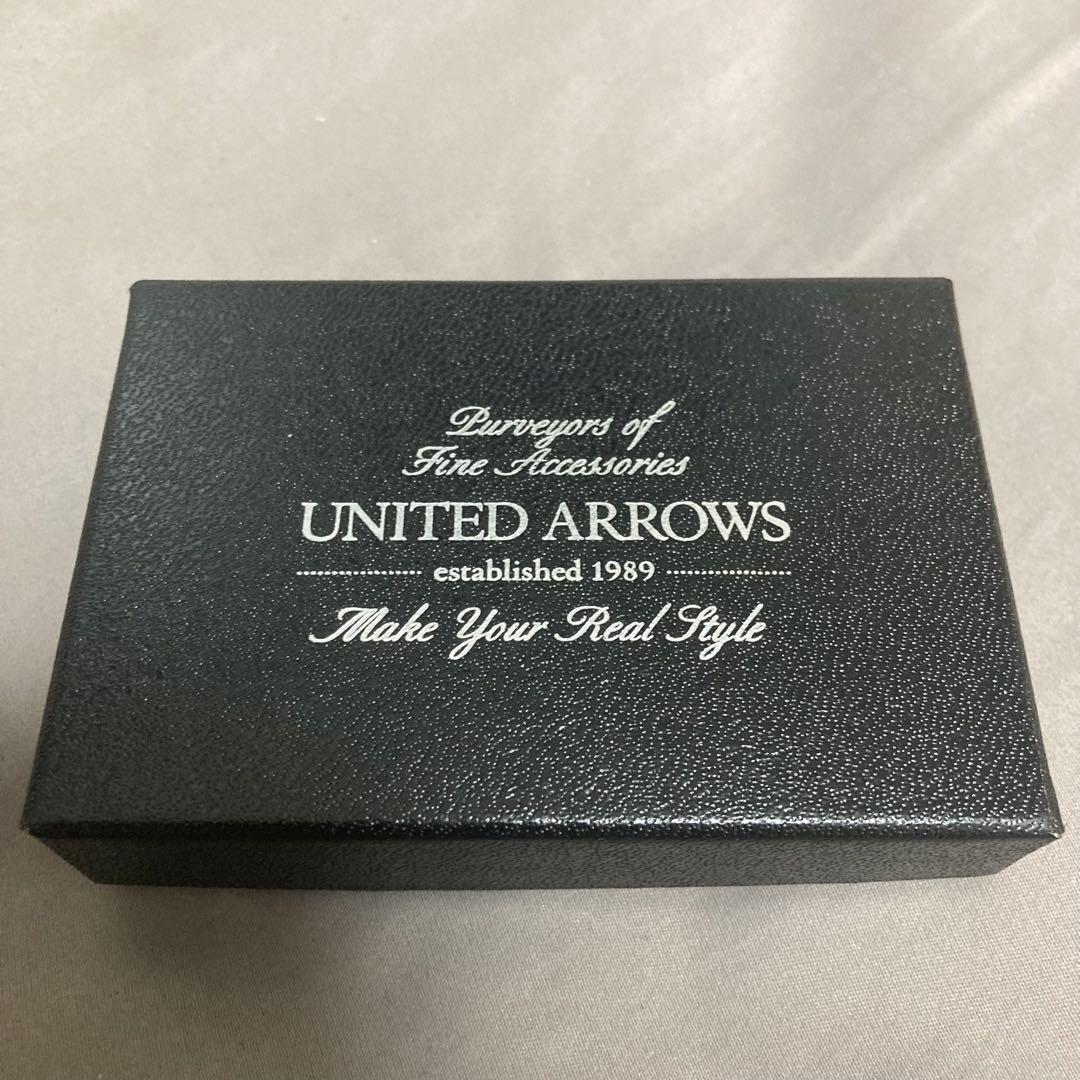 Purveyors of
Fine Accessories
UNITED ARROWS
established 1989
Make Your Real Style